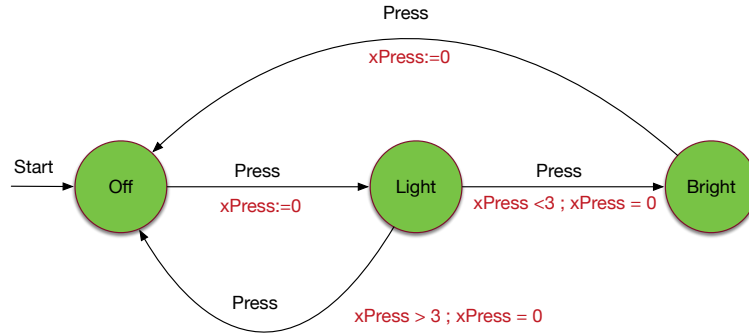 Press
xPress:=0
Start
Off
Press
xPress:=0
Light
Press
xPress <3 ; xPress = 0
Bright
Press
xPress > 3 ; xPress = 0